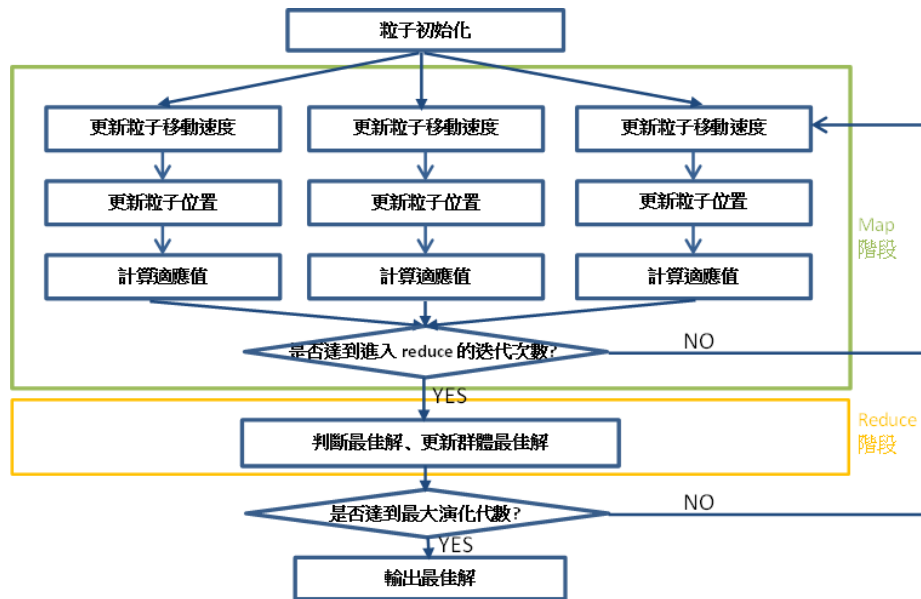 粒子初始化
更新粒子移動速度
更新粒子移動速度
更新粒子移動速度
更新粒子位置
更新粒子位置
更新粒子位置
Map
階段
計算適應值
計算適應值
計算適應值
是否達到進入 reduce 的迭代次數?
NO
YES
Reduce
階段
判斷最佳解、更新群體最佳解
是否達到最大演化代數?
NO
YES
輸出最佳解